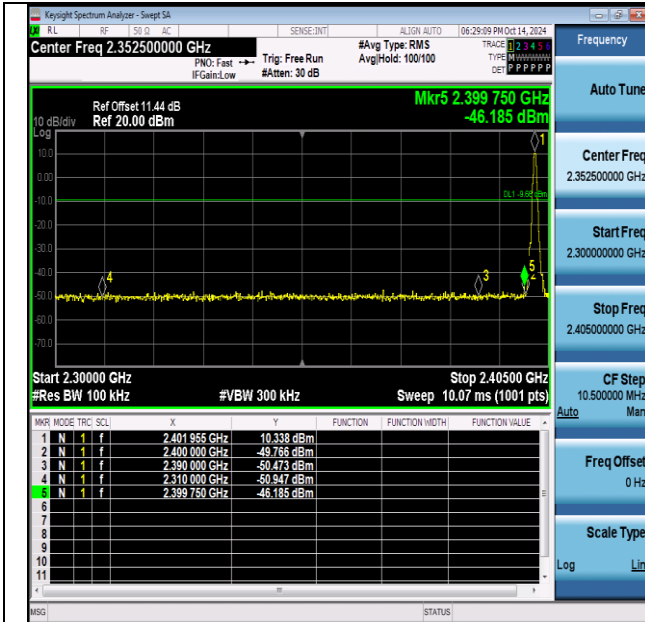 Keysight Spectrum Analyzer - Swept SA
LXI RL RF 50 Ω AC SENSE:INT ALIGN AUTO 06:29:09 PM Oct 14, 2024
Center Freq 2.352500000 GHz
#Avg Type: RMS
TRACE 1 2 3 4 5 6
PNO: Fast Trig: Free Run Avg|Hold: 100/100 TYPE M
IFGain:Low #Atten: 30 dB DET P P P P P P
Mkr5 2.399 750 GHz
-46.185 dBm
Ref Offset 11.44 dB
10 dB/div Ref 20.00 dBm
Log
1
10.0
0.00
-10.0
-20.0
-30.0
-40.0
-50.0
-60.0
-70.0
4
3
5
2
Start 2.30000 GHz Stop 2.40500 GHz
#Res BW 100 kHz #VBW 300 kHz Sweep 10.07 ms (1001 pts)
MKR MODE TRC SCL X Y FUNCTION FUNCTION WIDTH FUNCTION VALUE
1 N 1 f 2.401 955 GHz 10.338 dBm
2 N 1 f 2.400 000 GHz -49.766 dBm
3 N 1 f 2.390 000 GHz -50.473 dBm
4 N 1 f 2.310 000 GHz -50.947 dBm
5 N 1 f 2.399 750 GHz -46.185 dBm
6
7
8
9
10
11
MSG STATUS
Frequency
Auto Tune
Center Freq
2.352500000 GHz
Start Freq
2.300000000 GHz
Stop Freq
2.405000000 GHz
CF Step
10.500000 MHz
Auto Man
Freq Offset
0 Hz
Scale Type
Log Lin